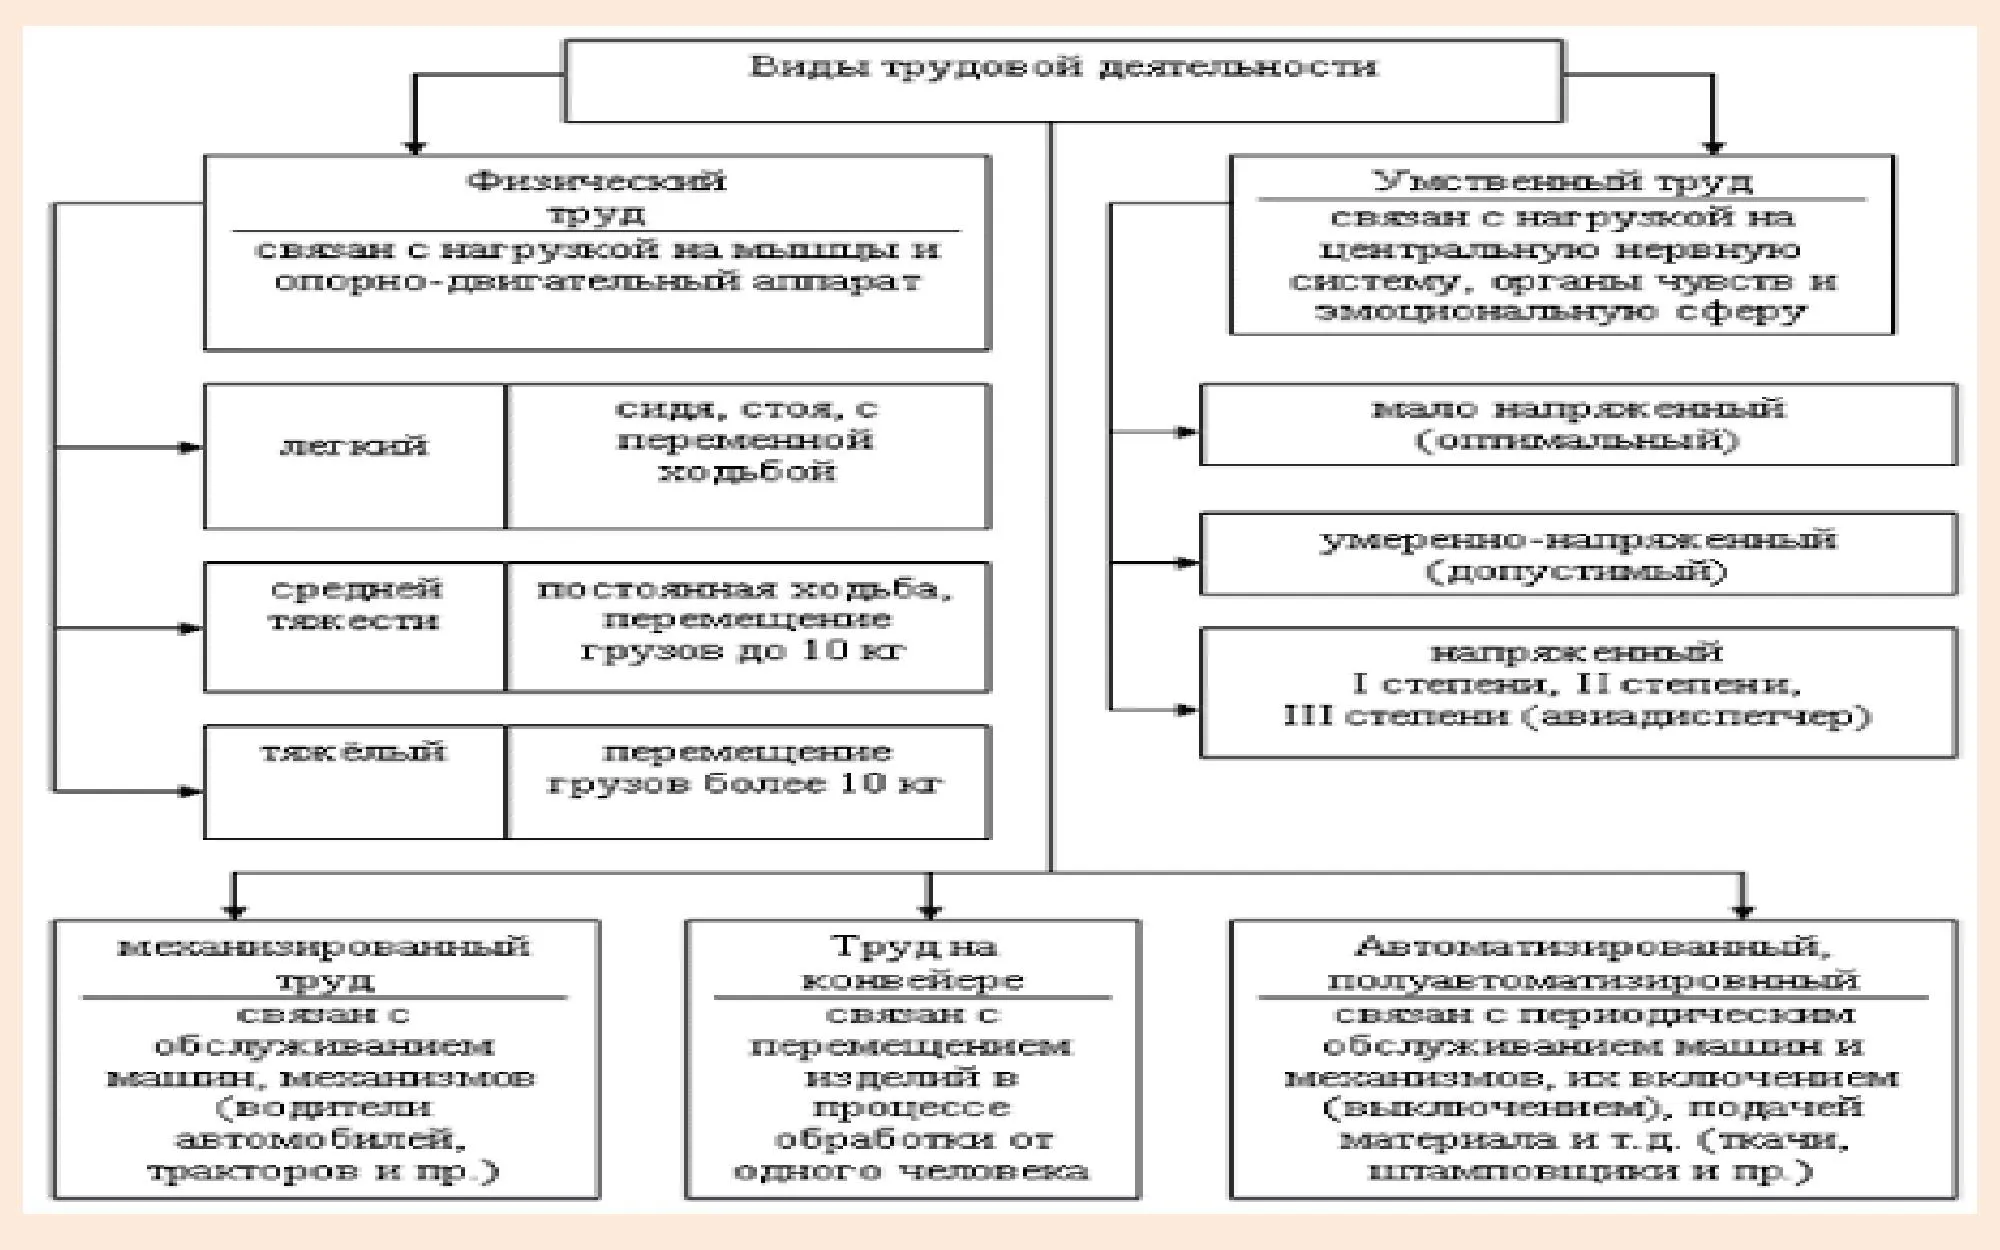 Виды трудовой деятельности
Физический
труд
связан с нагрузкой на мышцы и
опорно-двигательный аппарат
Умственный труд
связан с нагрузкой на
центральную нервную
систему, органы чувств и
эмоциональную сферу
легкий
сидя, стоя, с
переменной
ходьбой
средней
тяжести
постоянная ходьба,
перемещение
грузов до 10 кг
тяжёлый
перемещение
грузов более 10 кг
мало напряженный
(оптимальный)
умеренно-напряженный
(допустимый)
напряженный
I степени, II степени,
III степени (авиадиспетчер)
механизированный
труд
связан с
обслуживанием
машин, механизмов
(водители
автомобилей,
тракторов и пр.)
Труд на
конвейере
связан с
перемещением
изделий в
процессе
обработки от
одного человека
Автоматизированный,
полуавтоматизировнный
связан с периодическим
обслуживанием машин и
механизмов, их включением
(выключением), подачей
материала и т.д. (ткачи,
штамповщики и пр.)